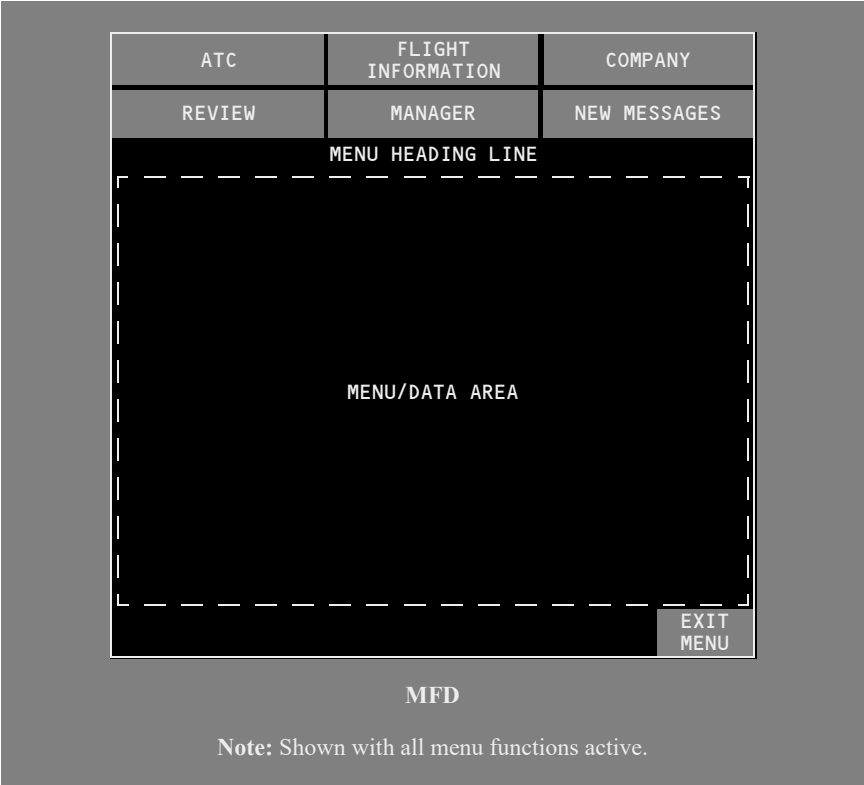 ATC
FLIGHT
INFORMATION
COMPANY
REVIEW
MANAGER
NEW MESSAGES
MENU HEADING LINE
MENU/DATA AREA
EXIT
MENU
MFD
Note: Shown with all menu functions active.